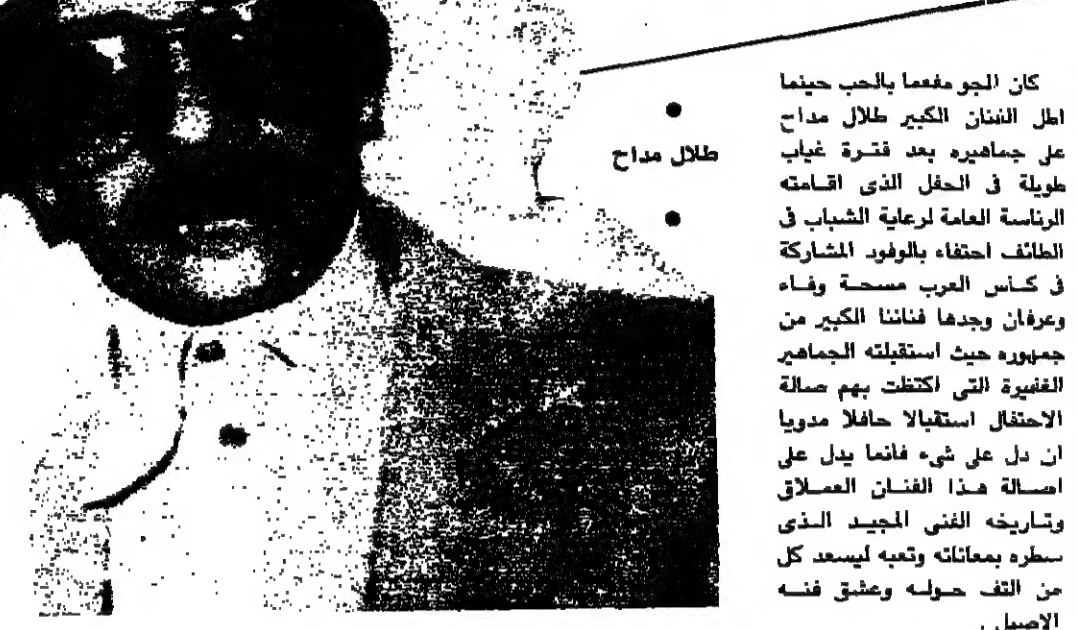 كان الجو مفعما بالحب حينما
اطل الفنان الكبير طلال مداح
على جماهيره بعد فترة غياب
طويلة فى الحفل الذى اقامته
الرئاسة العامة لرعاية الشباب فى
الطائف احتفاء بالوفود المشاركة
فى كأس العرب مسحة وفاء
وعرفان وجدها فناننا الكبير من
جمهوره حيث استقبلته الجماهير
الغفيرة التى اكتظت بهم صالة
الاحتفال استقبالا حافلا مدويا
ان دل على شىء فانما يدل على
اصالة هذا الفنان العملاق
وتاريخه الفنى المجيد الذى
سطره بمعاناته وتعبه ليسعد كل
من التف حوله وعشق فنه
الاصيل .
طلال مداح